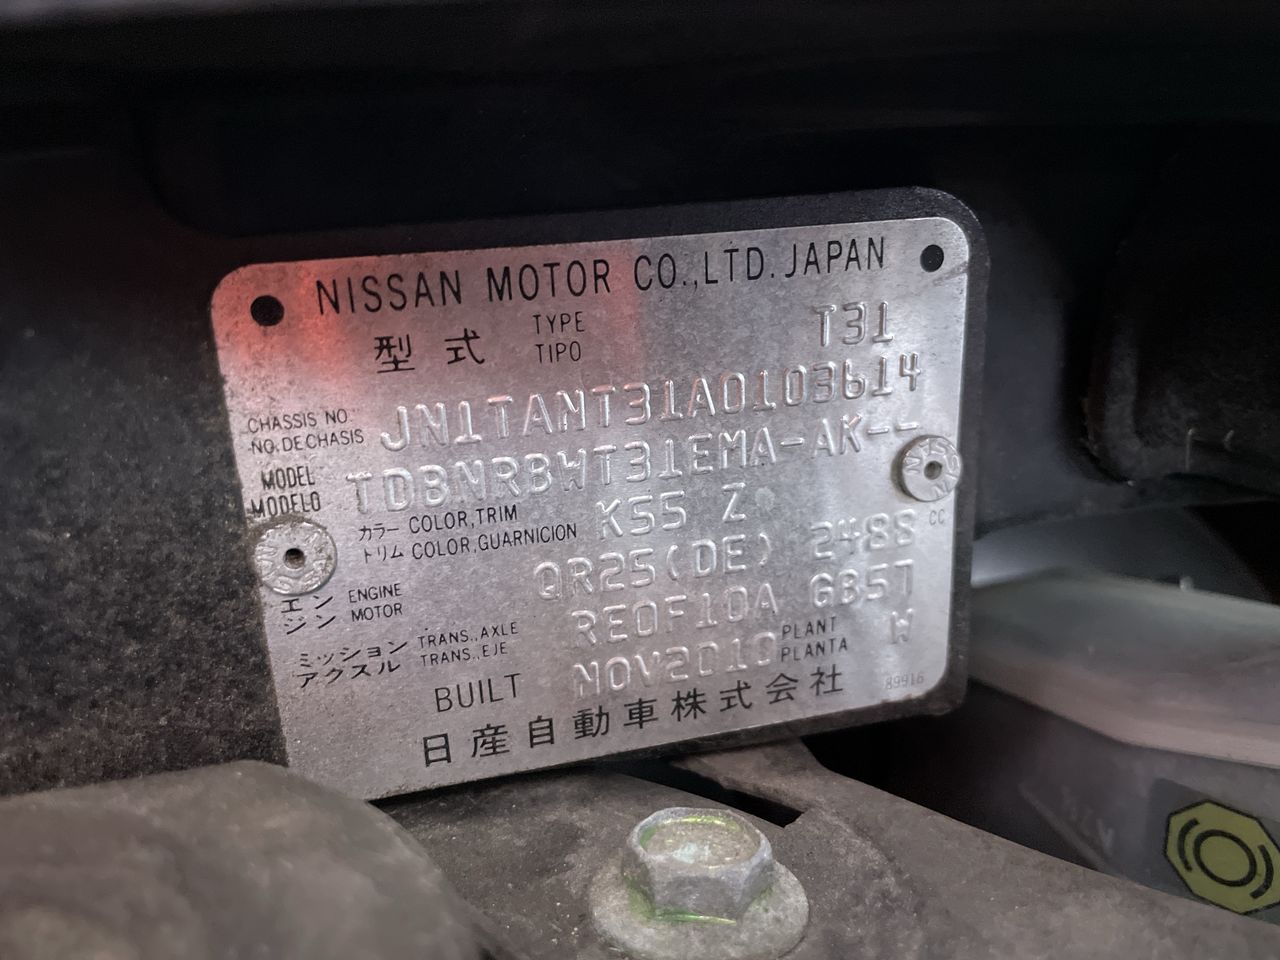 NISSAN MOTOR CO.,LTD. JAPAN
型式 TYPE TIPO T31
CHASSIS NO. NO. DE CHASIS JN1TANT31A0103614
MODEL MODELO TDBNRBWT31EMA-AK--
カラー COLOR, TRIM
トリム COLOR, GUARNICION K55 Z
エンジン ENGINE MOTOR QR25(DE) 2488 CC
ミッション TRANS., AXLE
アクスル TRANS., EJE RE0F10A GB57
BUILT NOV2010 PLANT PLANTA W
日産自動車株式会社 89916